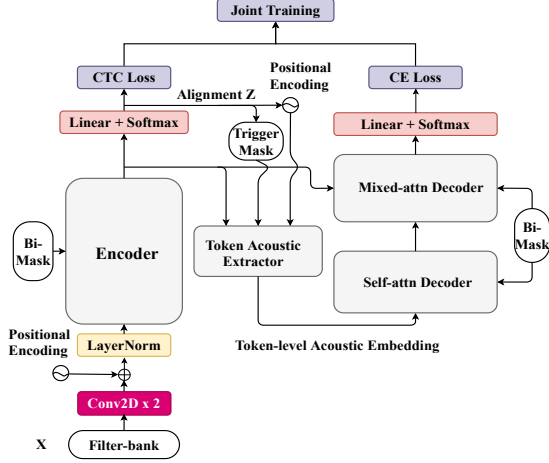 Joint Training
CTC Loss
Positional
Encoding
CE Loss
Alignment Z
Linear + Softmax
Trigger
Mask
Linear + Softmax
Mixed-attn Decoder
Bi-
Mask
Encoder
Token Acoustic
Extractor
Bi-
Mask
Self-attn Decoder
Positional
Encoding
LayerNorm
Token-level Acoustic Embedding
Conv2D x 2
X
Filter-bank